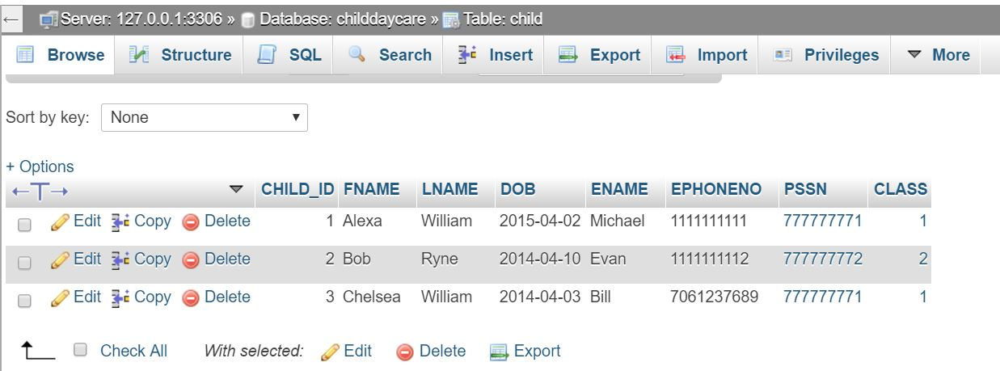 Server: 127.0.0.1:3306 » Database: childdaycare » Table: child
Browse Structure SQL Search Insert Export Import Privileges More
Sort by key: None
+ Options
CHILD_ID FNAME LNAME DOB ENAME EPHONENO PSSN CLASS
Edit Copy Delete 1 Alexa William 2015-04-02 Michael 1111111111 777777771 1
Edit Copy Delete 2 Bob Ryne 2014-04-10 Evan 1111111112 777777772 2
Edit Copy Delete 3 Chelsea William 2014-04-03 Bill 7061237689 777777771 1
Check All With selected: Edit Delete Export